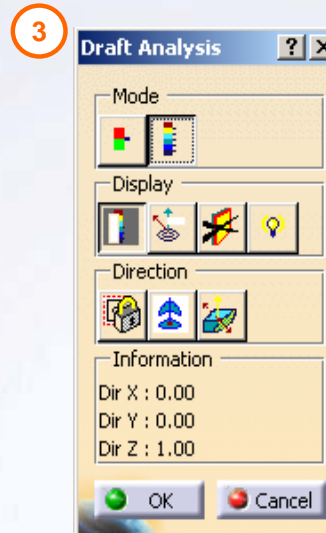 3
Draft Analysis ? X
Mode
Display
Direction
Information
Dir X : 0.00
Dir Y : 0.00
Dir Z : 1.00
OK Cancel